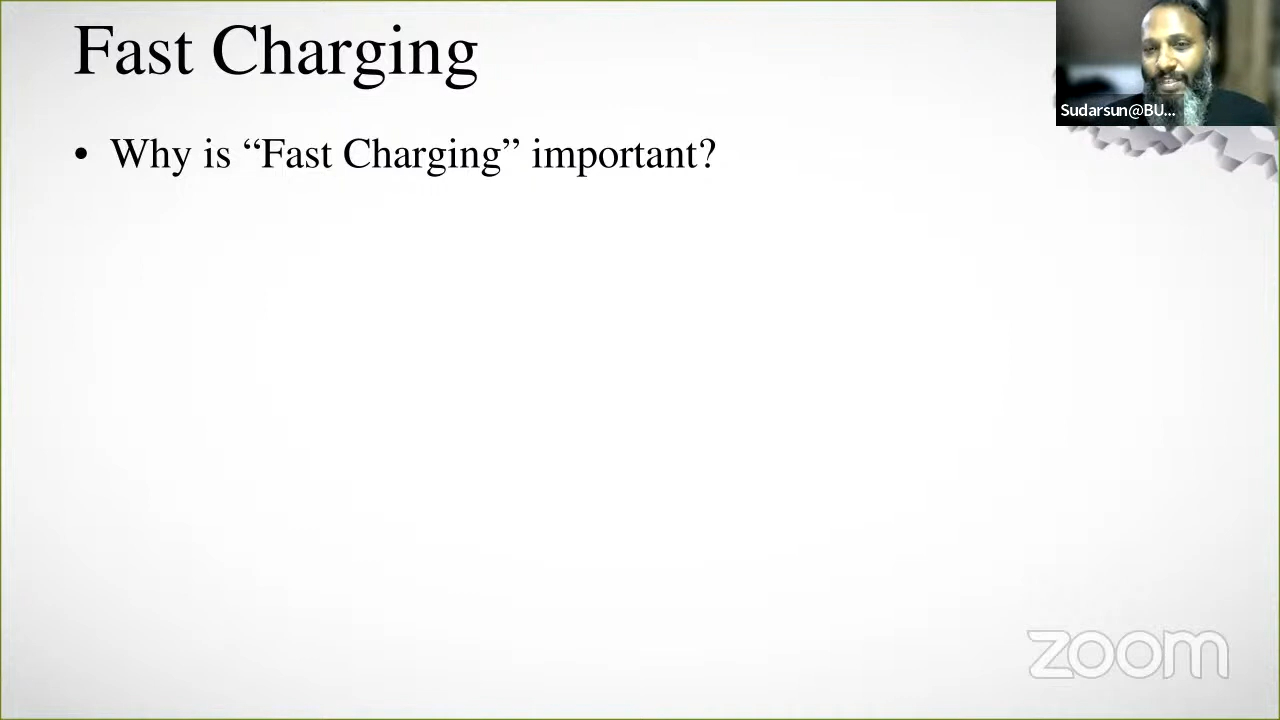 Fast Charging
Sudarsun@BU...
• Why is “Fast Charging” important?
zoom